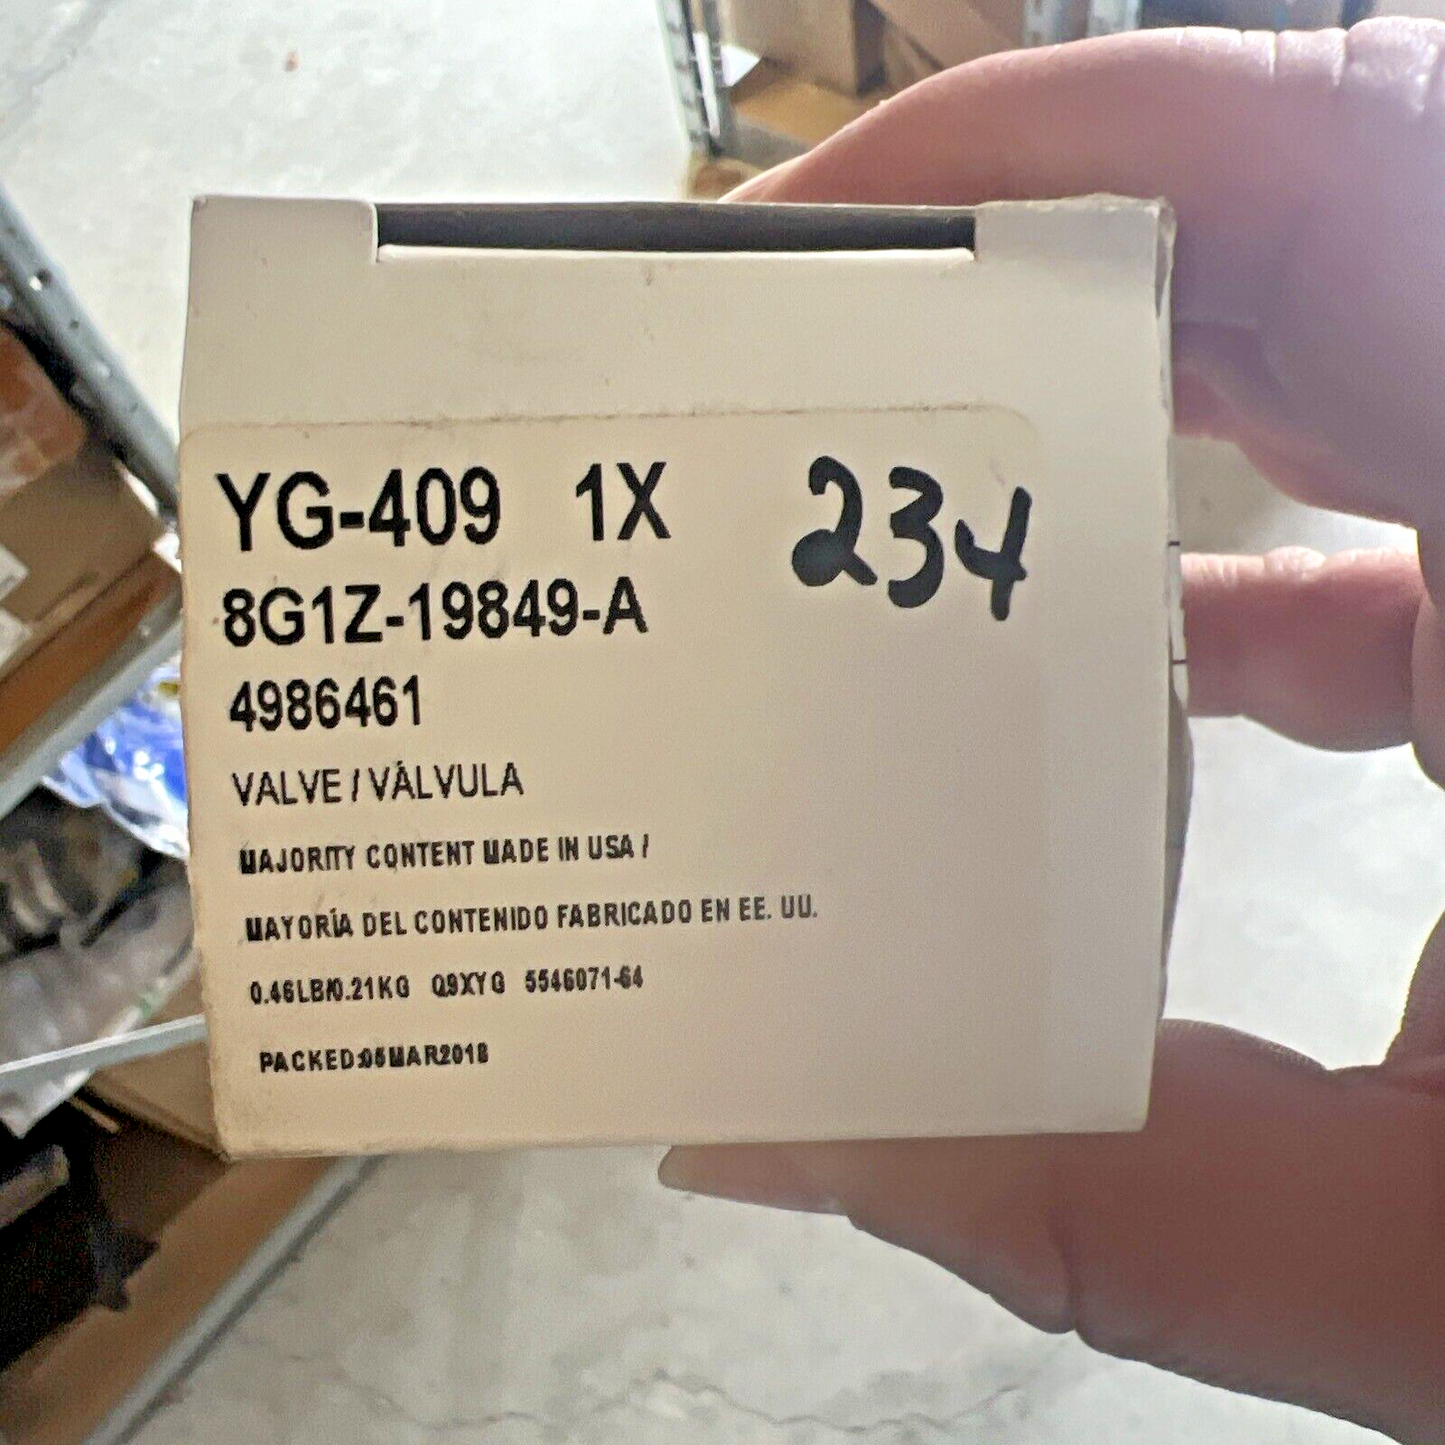 YG-409 1X 234
8G1Z-19849-A
4986461
VALVE / VÁLVULA
MAJORITY CONTENT MADE IN USA /
MAYORÍA DEL CONTENIDO FABRICADO EN EE. UU.
0.46LB/0.21KG Q9XYG 5546071-64
PACKED:05MAR2018